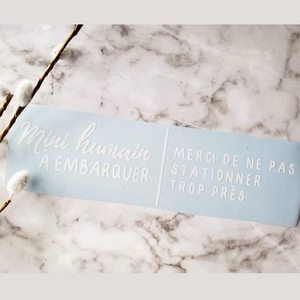 Mini humain
À EMBARQUER
MERCI DE NE PAS
STATIONNER
TROP PRÈS